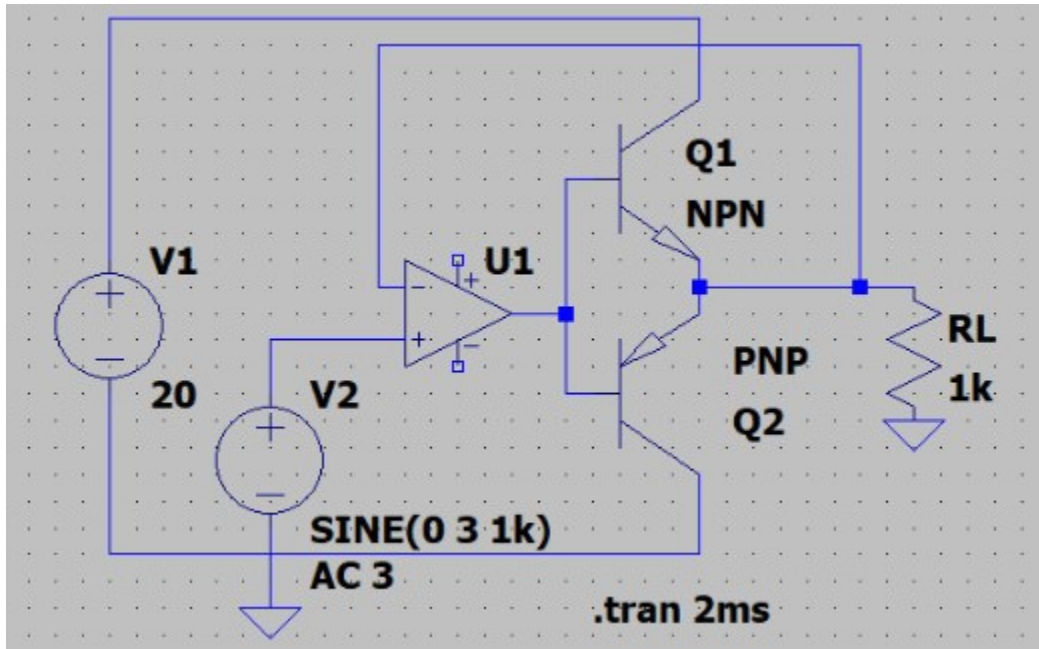 Q1
NPN
V1
U1
20
V2
PNP
Q2
RL
1k
SINE(0 3 1k)
AC 3
.tran 2ms